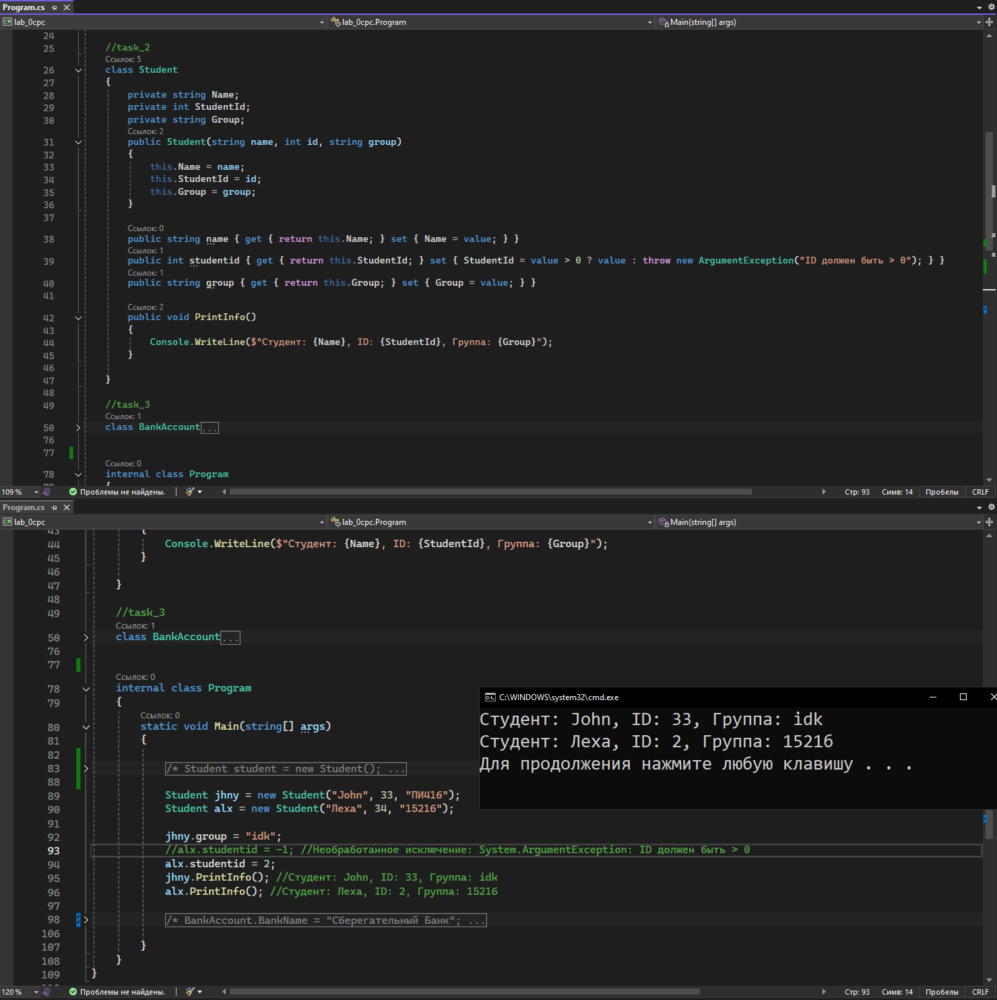 Program.cs
lab_0cpc lab_0cpc.Program Main(string[] args)
24
25 //task_2
Ссылок: 5
26 class Student
27 {
28 private string Name;
29 private int StudentId;
30 private string Group;
Ссылок: 2
31 public Student(string name, int id, string group)
32 {
33 this.Name = name;
34 this.StudentId = id;
35 this.Group = group;
36 }
37
Ссылок: 0
38 public string name { get { return this.Name; } set { Name = value; } }
Ссылок: 1
39 public int studentid { get { return this.StudentId; } set { StudentId = value > 0 ? value : throw new ArgumentException("ID должен быть > 0"); } }
Ссылок: 1
40 public string group { get { return this.Group; } set { Group = value; } }
41
Ссылок: 2
42 public void PrintInfo()
43 {
44 Console.WriteLine($"Студент: {Name}, ID: {StudentId}, Группа: {Group}");
45 }
46
47 }
48
49 //task_3
Ссылок: 1
50 class BankAccount...
76
77
Ссылок: 0
78 internal class Program
79 {
109 % Проблемы не найдены. Стр: 93 Симв: 14 Пробелы CRLF
Program.cs
lab_0cpc lab_0cpc.Program Main(string[] args)
43 {
44 Console.WriteLine($"Студент: {Name}, ID: {StudentId}, Группа: {Group}");
45 }
46
47 }
48
49 //task_3
Ссылок: 1
50 class BankAccount...
76
77
Ссылок: 0
78 internal class Program
79 {
Ссылок: 0
80 static void Main(string[] args)
81 {
82
83 /* Student student = new Student(); ...
88
89 Student jhny = new Student("John", 33, "ПИ416");
90 Student alx = new Student("Леха", 34, "15216");
91
92 jhny.group = "idk";
93 //alx.studentid = -1; //Необработанное исключение: System.ArgumentException: ID должен быть > 0
94 alx.studentid = 2;
95 jhny.PrintInfo(); //Студент: John, ID: 33, Группа: idk
96 alx.PrintInfo(); //Студент: Леха, ID: 2, Группа: 15216
97
98 /* BankAccount.BankName = "Сберегательный Банк"; ...
106
107 }
108 }
109 }
C:\WINDOWS\system32\cmd.exe
Студент: John, ID: 33, Группа: idk
Студент: Леха, ID: 2, Группа: 15216
Для продолжения нажмите любую клавишу . . .
120 % Проблемы не найдены. Стр: 93 Симв: 14 Пробелы CRLF